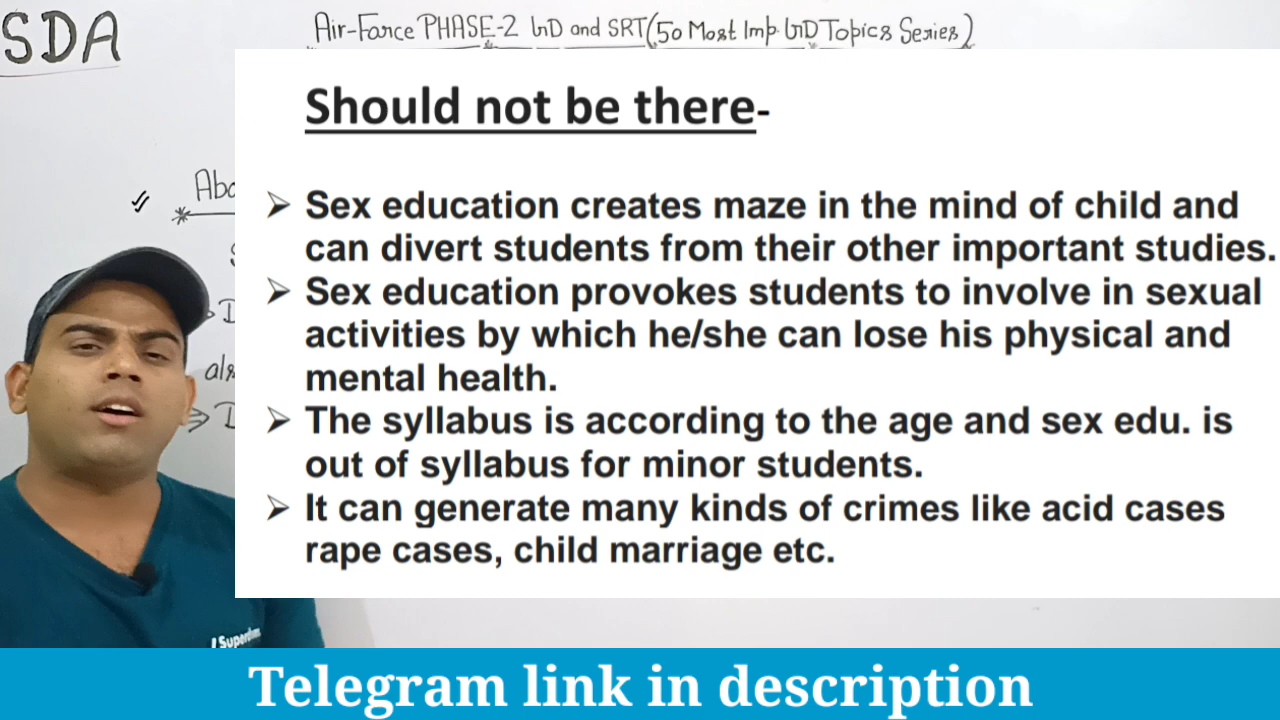 SDA
Air-Force PHASE-2 GD and SRT(50 Most Imp GD Topics Series)
Should not be there-
➢ Sex education creates maze in the mind of child and
can divert students from their other important studies.
➢ Sex education provokes students to involve in sexual
activities by which he/she can lose his physical and
mental health.
➢ The syllabus is according to the age and sex edu. is
out of syllabus for minor students.
➢ It can generate many kinds of crimes like acid cases
rape cases, child marriage etc.
Telegram link in description